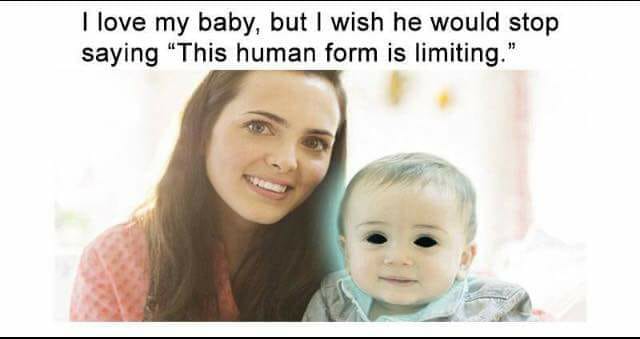 I love my baby, but I wish he would stop
saying “This human form is limiting.”